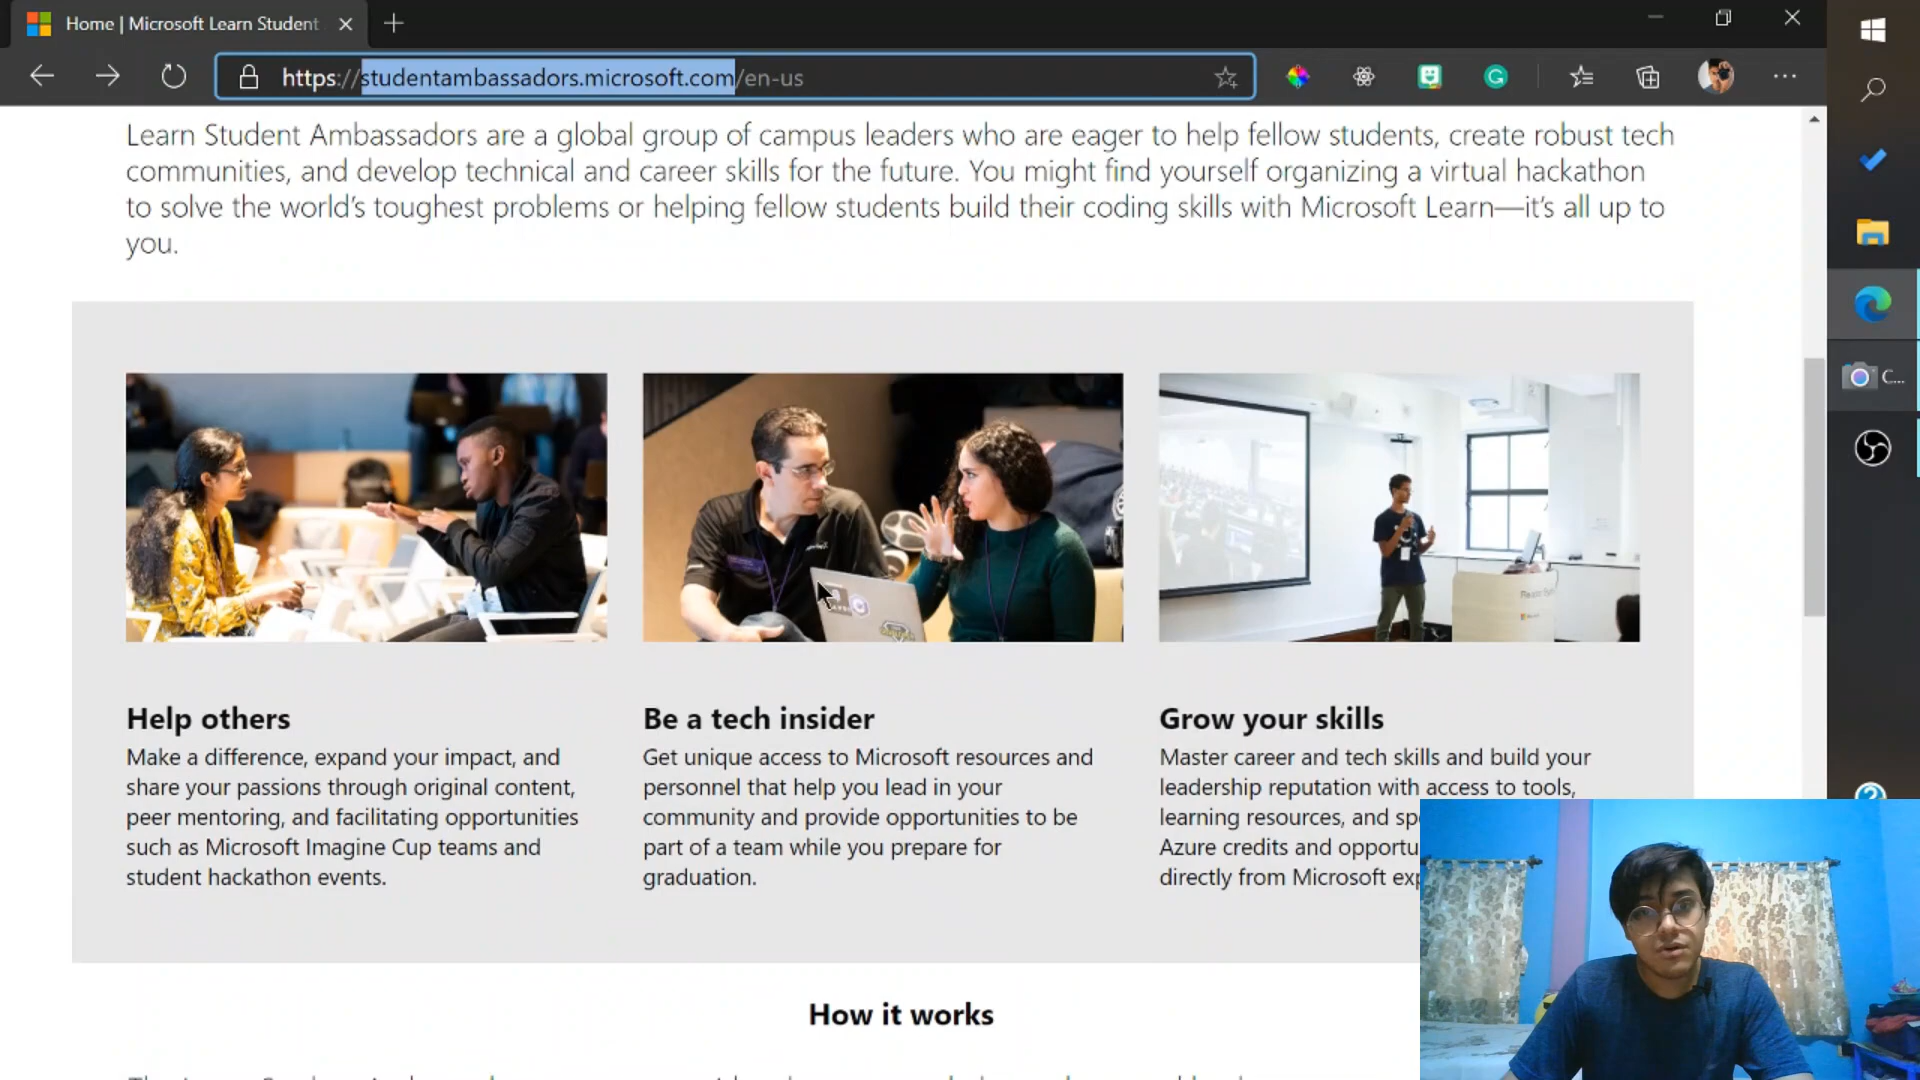 Home | Microsoft Learn Student
https://studentambassadors.microsoft.com/en-us
Learn Student Ambassadors are a global group of campus leaders who are eager to help fellow students, create robust tech
communities, and develop technical and career skills for the future. You might find yourself organizing a virtual hackathon
to solve the world's toughest problems or helping fellow students build their coding skills with Microsoft Learn—it's all up to
you.
C...
Help others
Make a difference, expand your impact, and
share your passions through original content,
peer mentoring, and facilitating opportunities
such as Microsoft Imagine Cup teams and
student hackathon events.
Be a tech insider
Get unique access to Microsoft resources and
personnel that help you lead in your
community and provide opportunities to be
part of a team while you prepare for
graduation.
Grow your skills
Master career and tech skills and build your
leadership reputation with access to tools,
learning resources, and
Azure credits and
directly from Microsoft
How it works